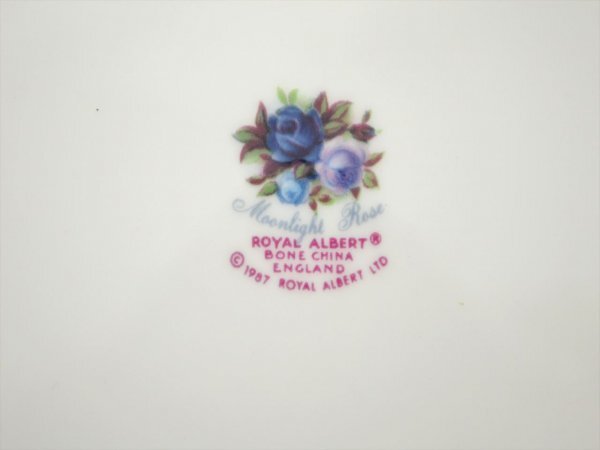 Moonlight Rose
ROYAL ALBERT®
BONE CHINA
ENGLAND
© 1987 ROYAL ALBERT LTD